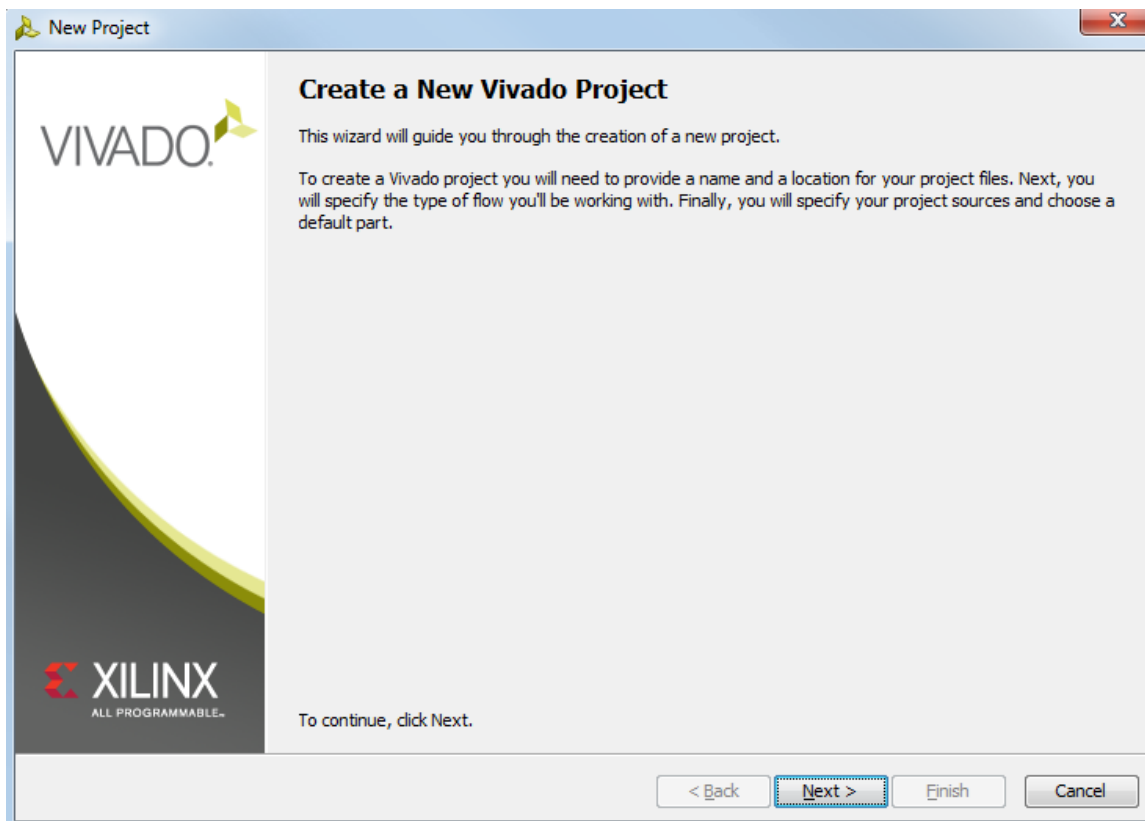 New Project
VIVADO.
Create a New Vivado Project
This wizard will guide you through the creation of a new project.
To create a Vivado project you will need to provide a name and a location for your project files. Next, you
will specify the type of flow you'll be working with. Finally, you will specify your project sources and choose a
default part.
XILINX
ALL PROGRAMMABLE™
To continue, click Next.
< Back
Next >
Finish
Cancel